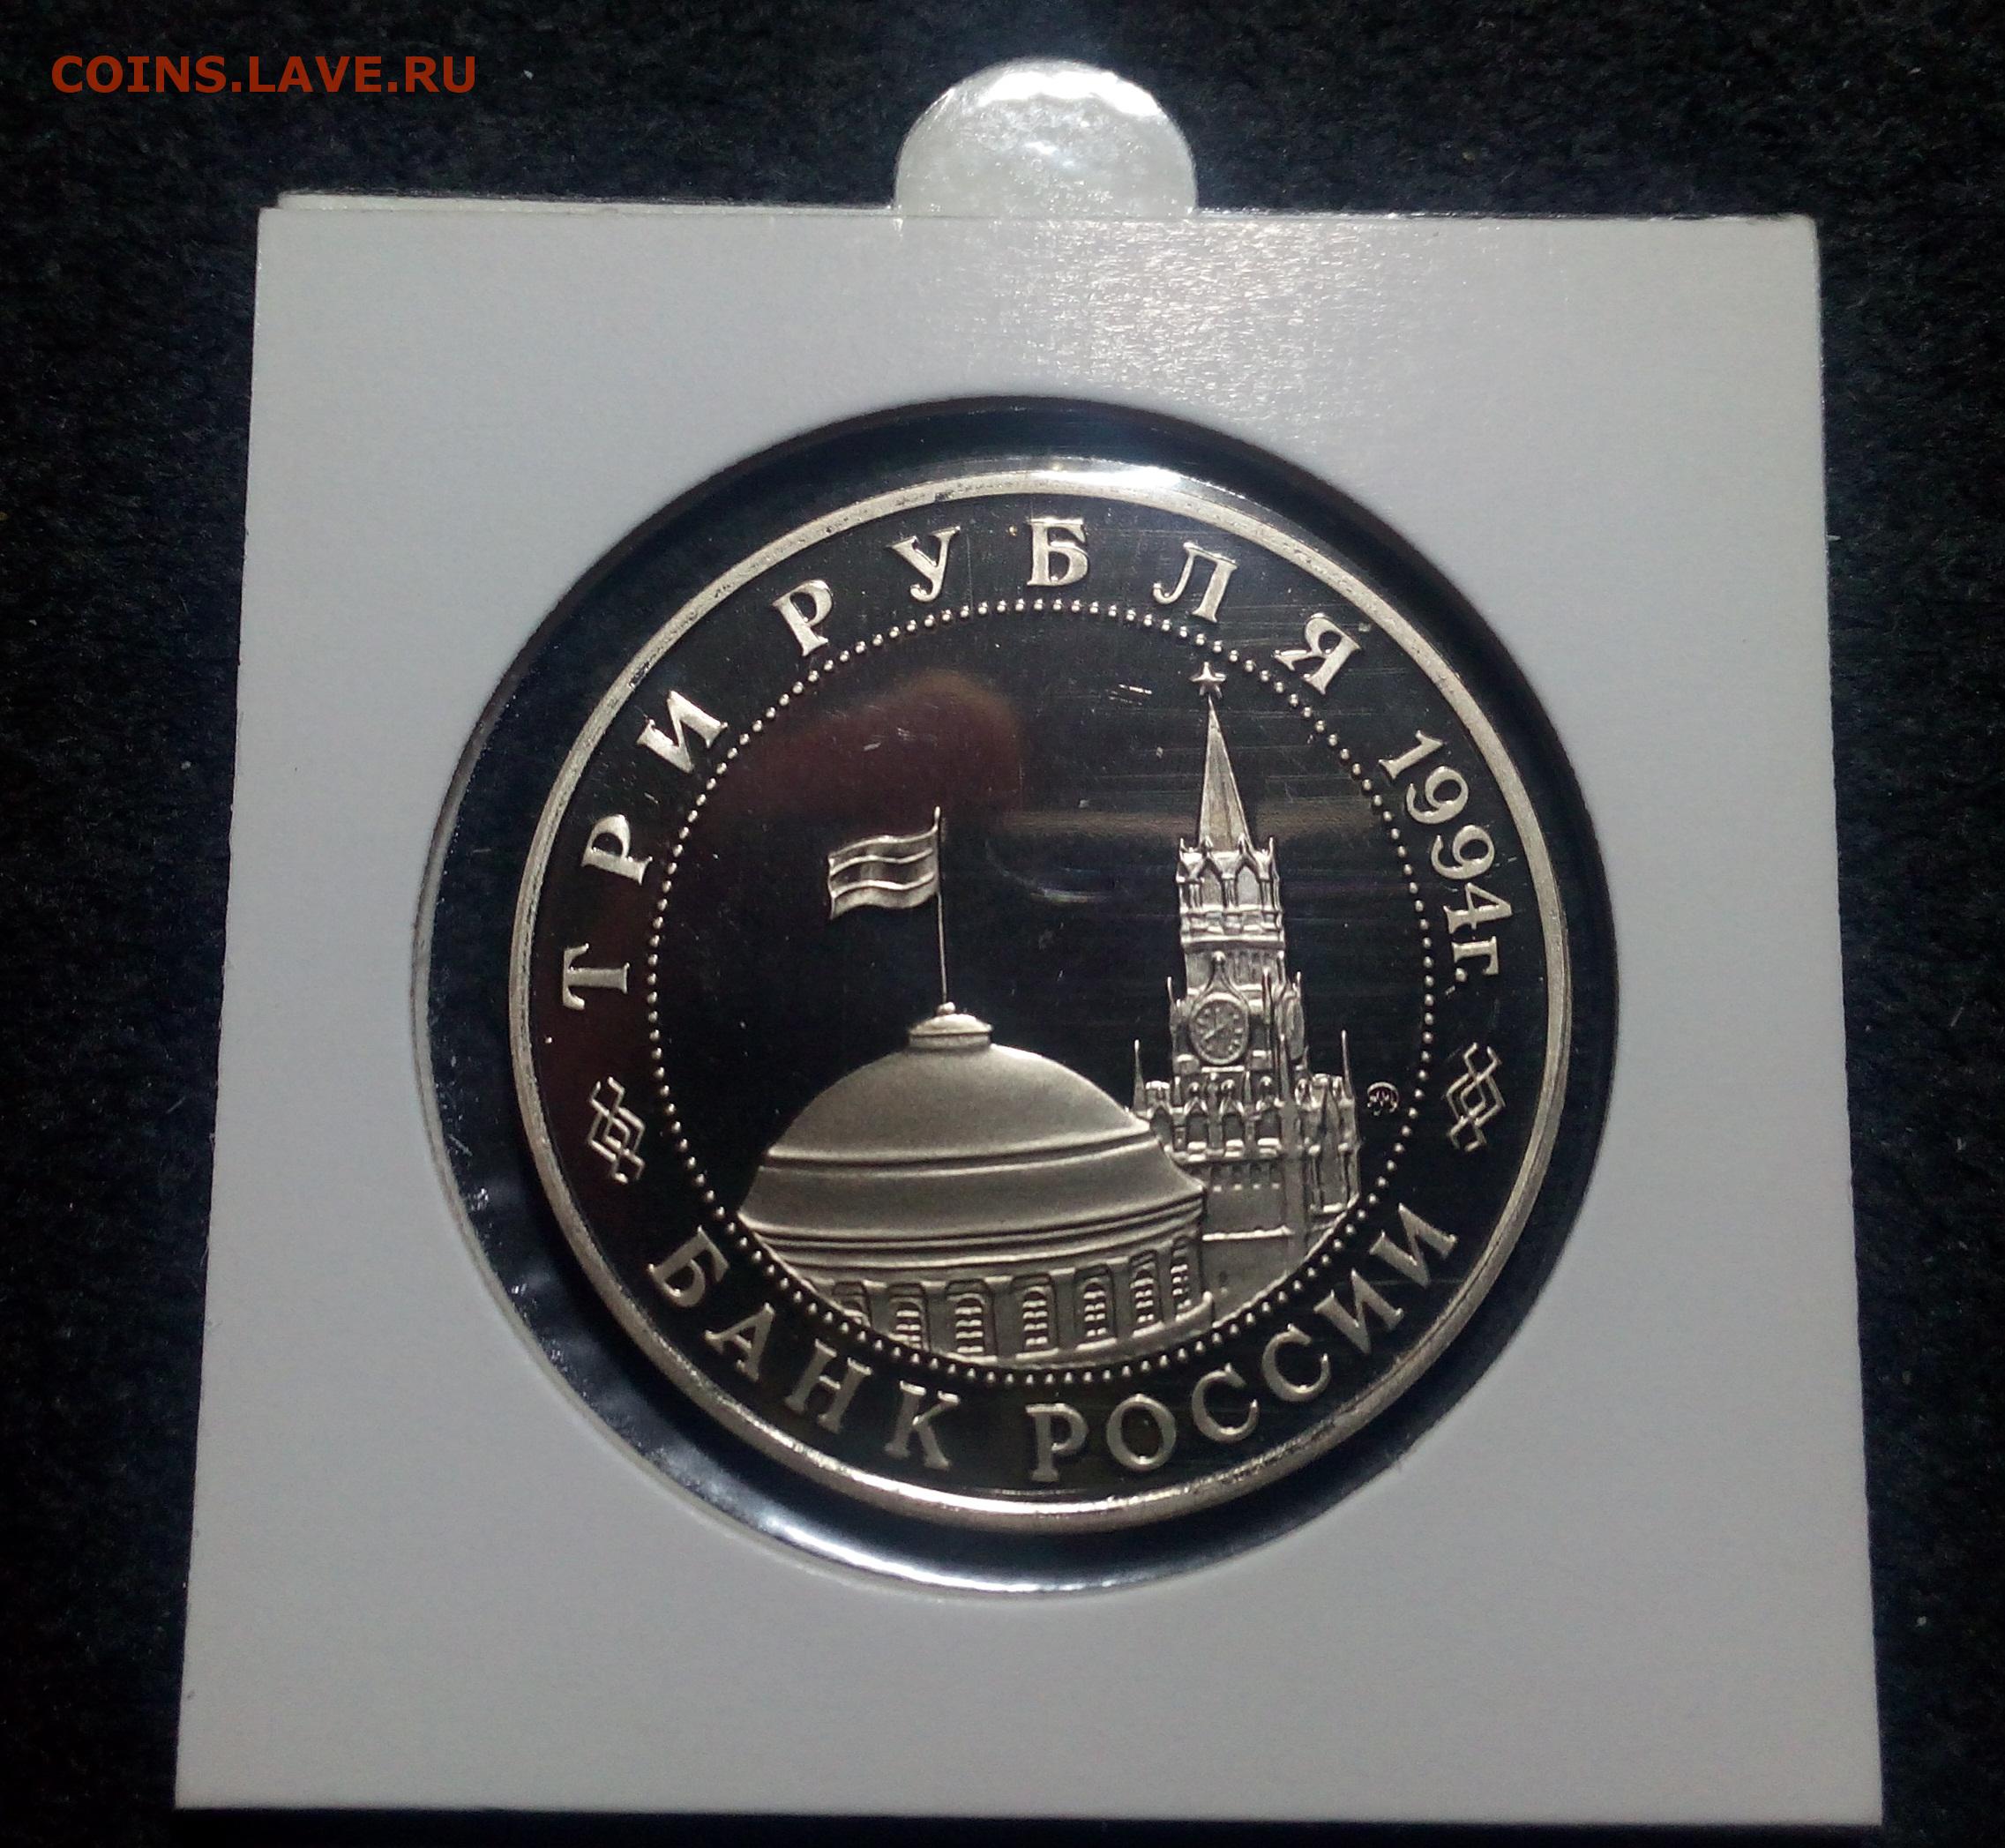 COINS.LAVE.RU
ТРИ РУБЛЯ 1994г.
БАНК РОССИИ